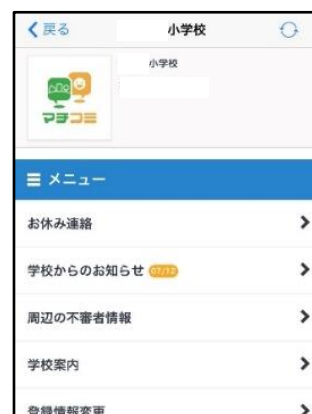 戻る 小学校
小学校
マチコミ
メニュー
お休み連絡
学校からのお知らせ 07/12
周辺の不審者情報
学校案内
登録情報変更